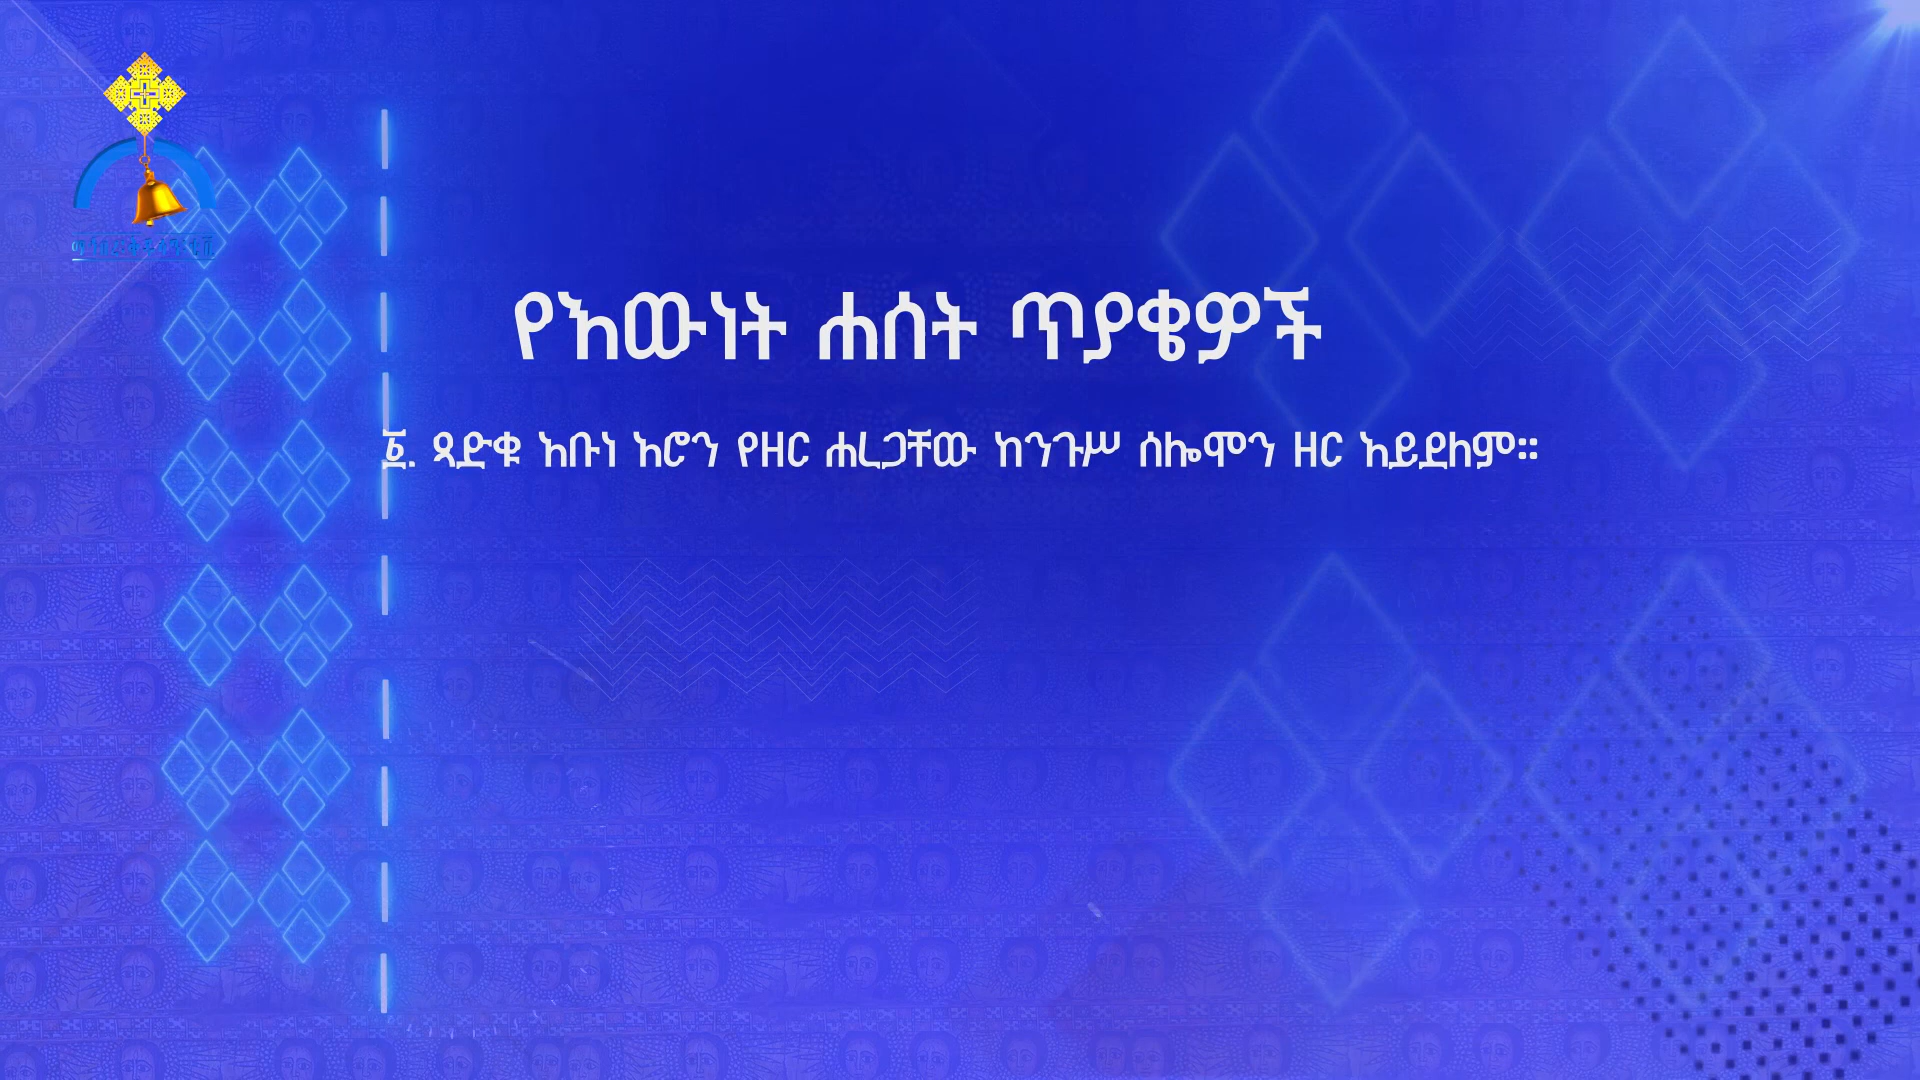 የእውነት ሐሰት ጥያቄዎች
፩. ጻድቁ አቡነ አሮን የዘር ሐረጋቸው ከንጉሥ ሰሎሞን ዘር አይደለም።